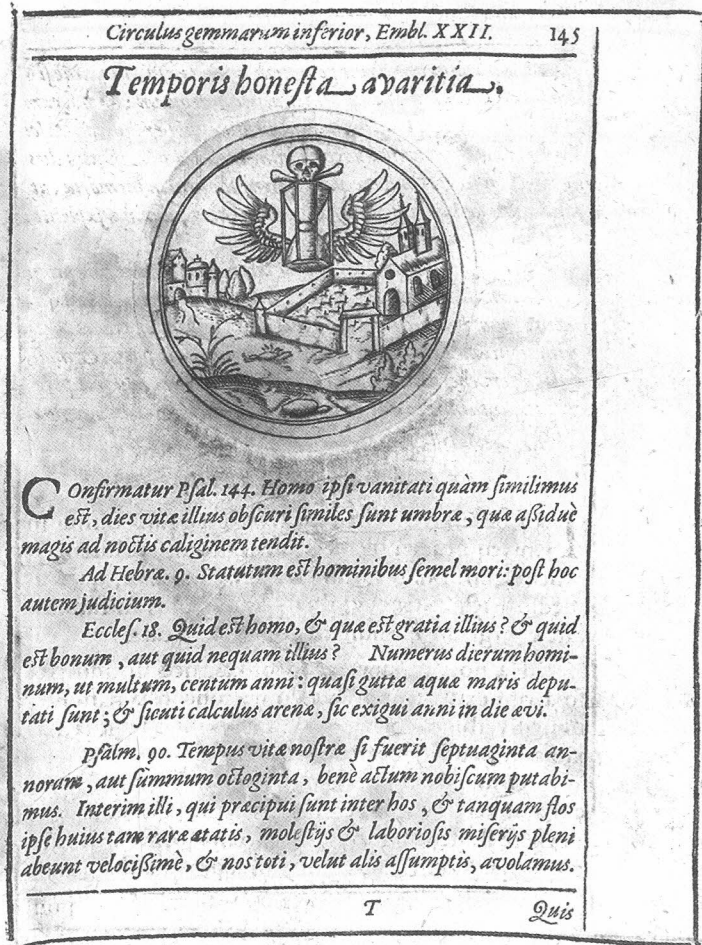 Circulus gemmarum inferior, Embl. XXII. 145
Temporis honesta avaritia.
COnfirmatur Psal. 144. Homo ipsi vanitati quàm similimus
est, dies vitæ illius obscuri similes sunt umbræ, quæ aßiduè
magis ad noctis caliginem tendit.
Ad Hebræ. 9. Statutum est hominibus semel mori: post hoc
autem judicium.
Eccles. 18. Quid est homo, & quæ est gratia illius? & quid
est bonum, aut quid nequam illius? Numerus dierum homi-
num, ut multum, centum anni: quasi guttæ aquæ maris depu-
tati sunt; & sicuti calculus arenæ, sic exigui anni in die ævi.
Psalm. 90. Tempus vitæ nostræ si fuerit septuaginta an-
norum, aut sùmmum octoginta, benè actum nobiscum putabi-
mus. Interim illi, qui præcipui sunt inter hos, & tanquam flos
ipse huius tam raræ ætatis, molestijs & laboriosis miserijs pleni
abeunt velocißimè, & nos toti, velut alis assumptis, avolamus.
T Quis